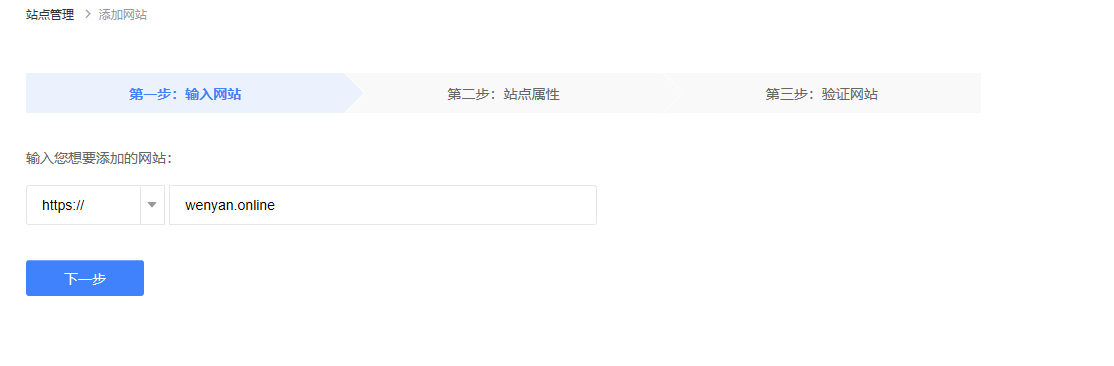 站点管理 > 添加网站
第一步：输入网站 第二步：站点属性 第三步：验证网站
输入您想要添加的网站：
https:// wenyan.online
下一步